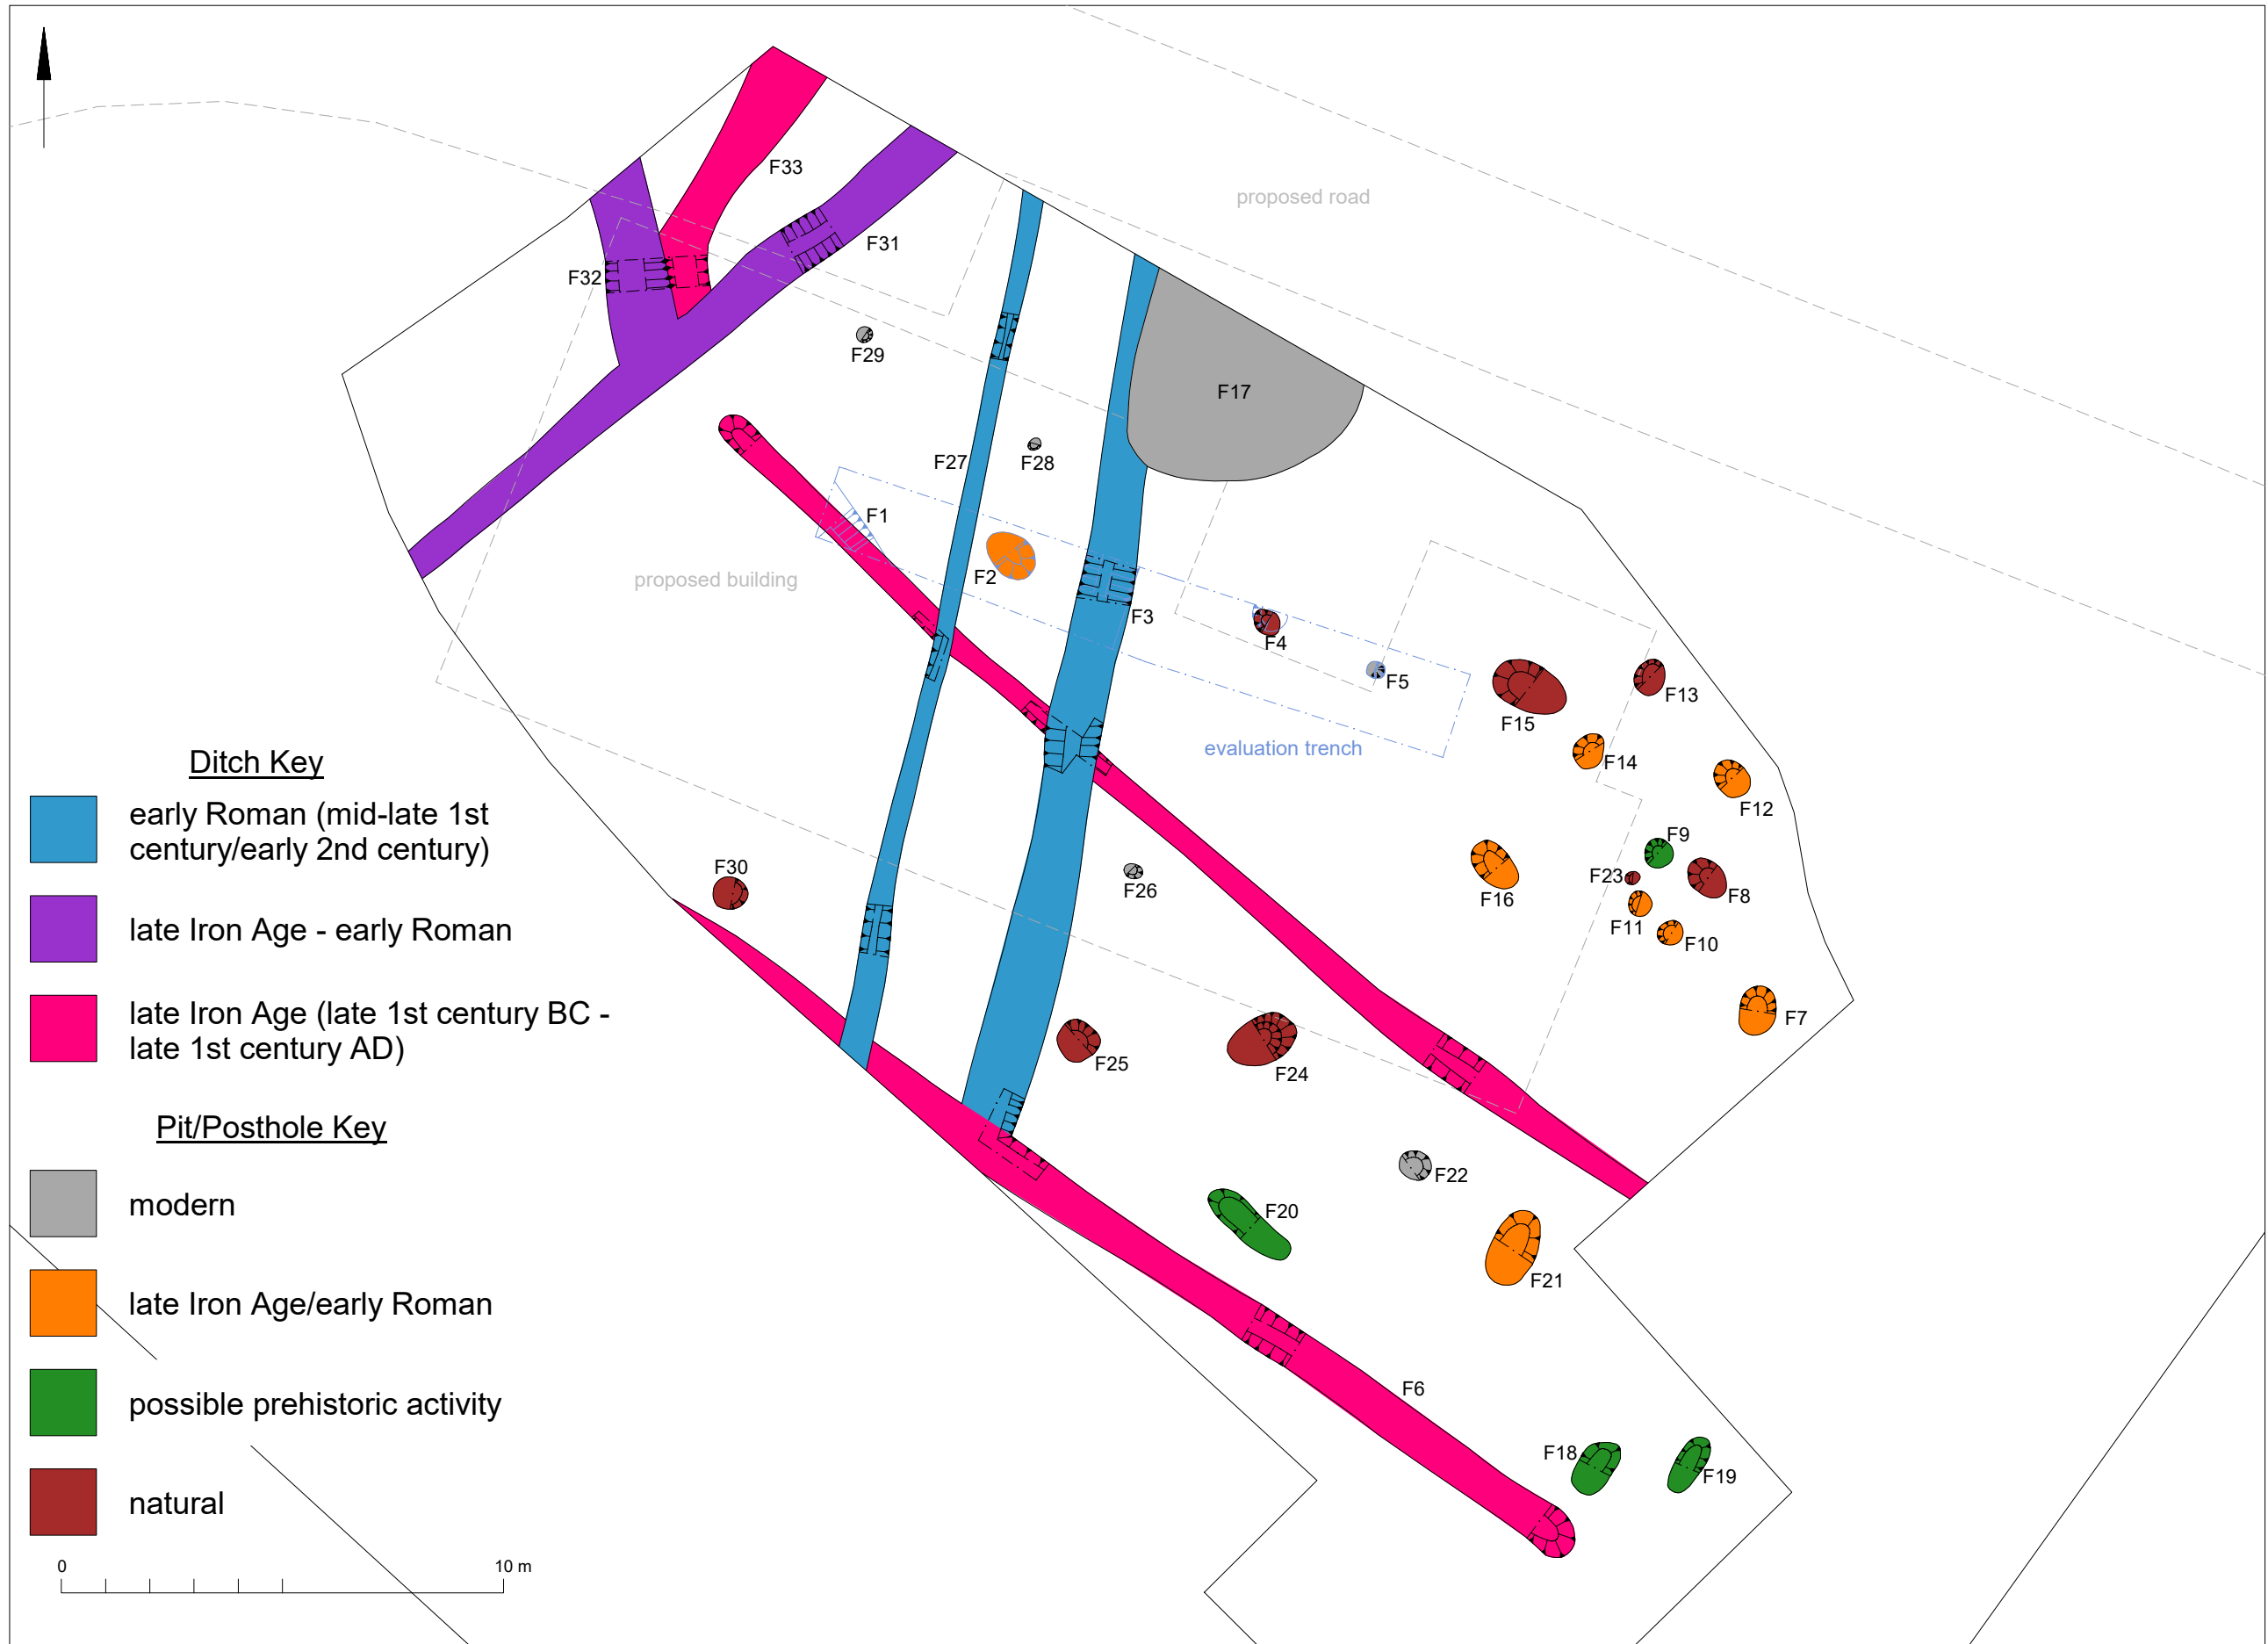 proposed road
F33
F31
F32
F29
F17
F27
F28
F1
F2
proposed building
F3
F4
F5
F13
F15
evaluation trench
F14
F12
F9
F30
F26
F16
F23
F8
F11
F10
F7
F25
F24
F22
F20
F21
F6
F18
F19
Ditch Key
early Roman (mid-late 1st
century/early 2nd century)
late Iron Age - early Roman
late Iron Age (late 1st century BC -
late 1st century AD)
Pit/Posthole Key
modern
late Iron Age/early Roman
possible prehistoric activity
natural
0 10 m